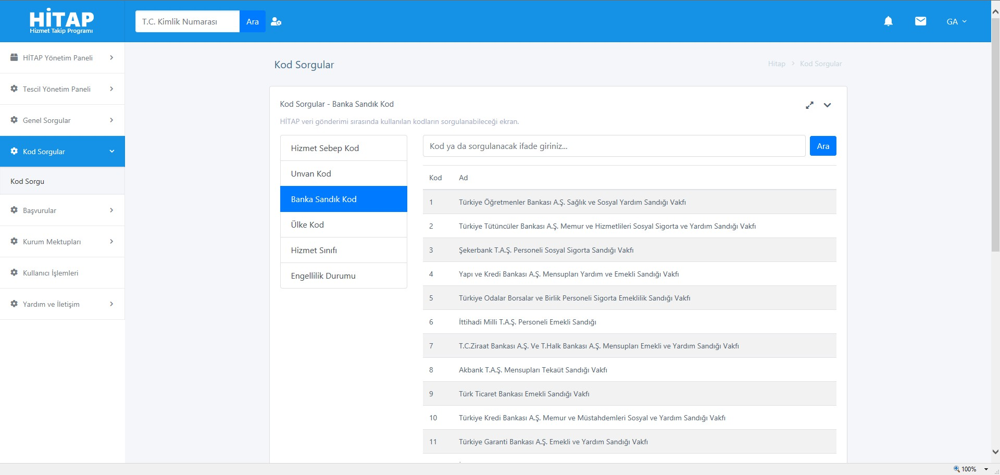 HİTAP
Hizmet Takip Programı
T.C. Kimlik Numarası
Ara
GA
HİTAP Yönetim Paneli
Tescil Yönetim Paneli
Genel Sorgular
Kod Sorgular
Kod Sorgu
Başvurular
Kurum Mektupları
Kullanıcı İşlemleri
Yardım ve İletişim
Kod Sorgular
Hitap > Kod Sorgular
Kod Sorgular - Banka Sandık Kod
HİTAP veri gönderimi sırasında kullanılan kodların sorgulanabileceği ekran.
Hizmet Sebep Kod
Unvan Kod
Banka Sandık Kod
Ülke Kod
Hizmet Sınıfı
Engellilik Durumu
Kod ya da sorgulanacak ifade giriniz...
Ara
Kod Ad
1 Türkiye Öğretmenler Bankası A.Ş. Sağlık ve Sosyal Yardım Sandığı Vakfı
2 Türkiye Tütüncüler Bankası A.Ş. Memur ve Hizmetlileri Sosyal Sigorta ve Yardım Sandığı Vakfı
3 Şekerbank T.A.Ş. Personeli Sosyal Sigorta Sandığı Vakfı
4 Yapı ve Kredi Bankası A.Ş. Mensupları Yardım ve Emekli Sandığı Vakfı
5 Türkiye Odalar Borsalar ve Birlik Personeli Sigorta Emeklilik Sandığı Vakfı
6 İttihadi Milli T.A.Ş. Personeli Emekli Sandığı
7 T.C.Ziraat Bankası A.Ş. Ve T.Halk Bankası A.Ş. Mensupları Emekli ve Yardım Sandığı Vakfı
8 Akbank T.A.Ş. Mensupları Tekaüt Sandığı Vakfı
9 Türk Ticaret Bankası Emekli Sandığı Vakfı
10 Türkiye Kredi Bankası A.Ş. Memur ve Müstahdemleri Sosyal ve Yardım Sandığı Vakfı
11 Türkiye Garanti Bankası A.Ş. Emekli ve Yardım Sandığı Vakfı
100%